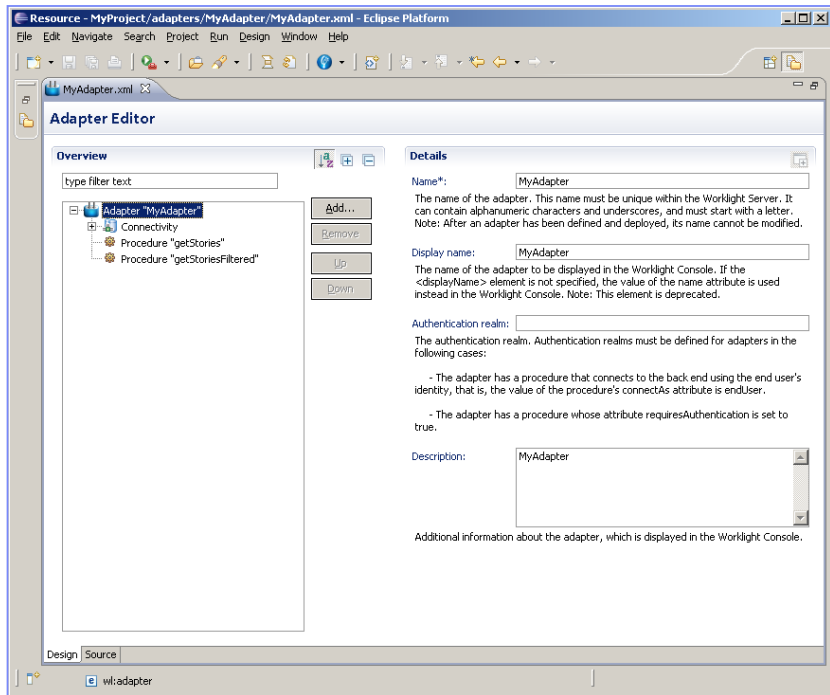 Resource - MyProject/adapters/MyAdapter/MyAdapter.xml - Eclipse Platform
File Edit Navigate Search Project Run Design Window Help
MyAdapter.xml
Adapter Editor
Overview
type filter text
Adapter "MyAdapter"
Connectivity
Procedure "getStories"
Procedure "getStoriesFiltered"
Add...
Remove
Up
Down
Details
Name*: MyAdapter
The name of the adapter. This name must be unique within the Worklight Server. It
can contain alphanumeric characters and underscores, and must start with a letter.
Note: After an adapter has been defined and deployed, its name cannot be modified.
Display name: MyAdapter
The name of the adapter to be displayed in the Worklight Console. If the
<displayName> element is not specified, the value of the name attribute is used
instead in the Worklight Console. Note: This element is deprecated.
Authentication realm:
The authentication realm. Authentication realms must be defined for adapters in the
following cases:
- The adapter has a procedure that connects to the back end using the end user's
identity, that is, the value of the procedure's connectAs attribute is endUser.
- The adapter has a procedure whose attribute requiresAuthentication is set to
true.
Description: MyAdapter
Additional information about the adapter, which is displayed in the Worklight Console.
Design Source
wl:adapter